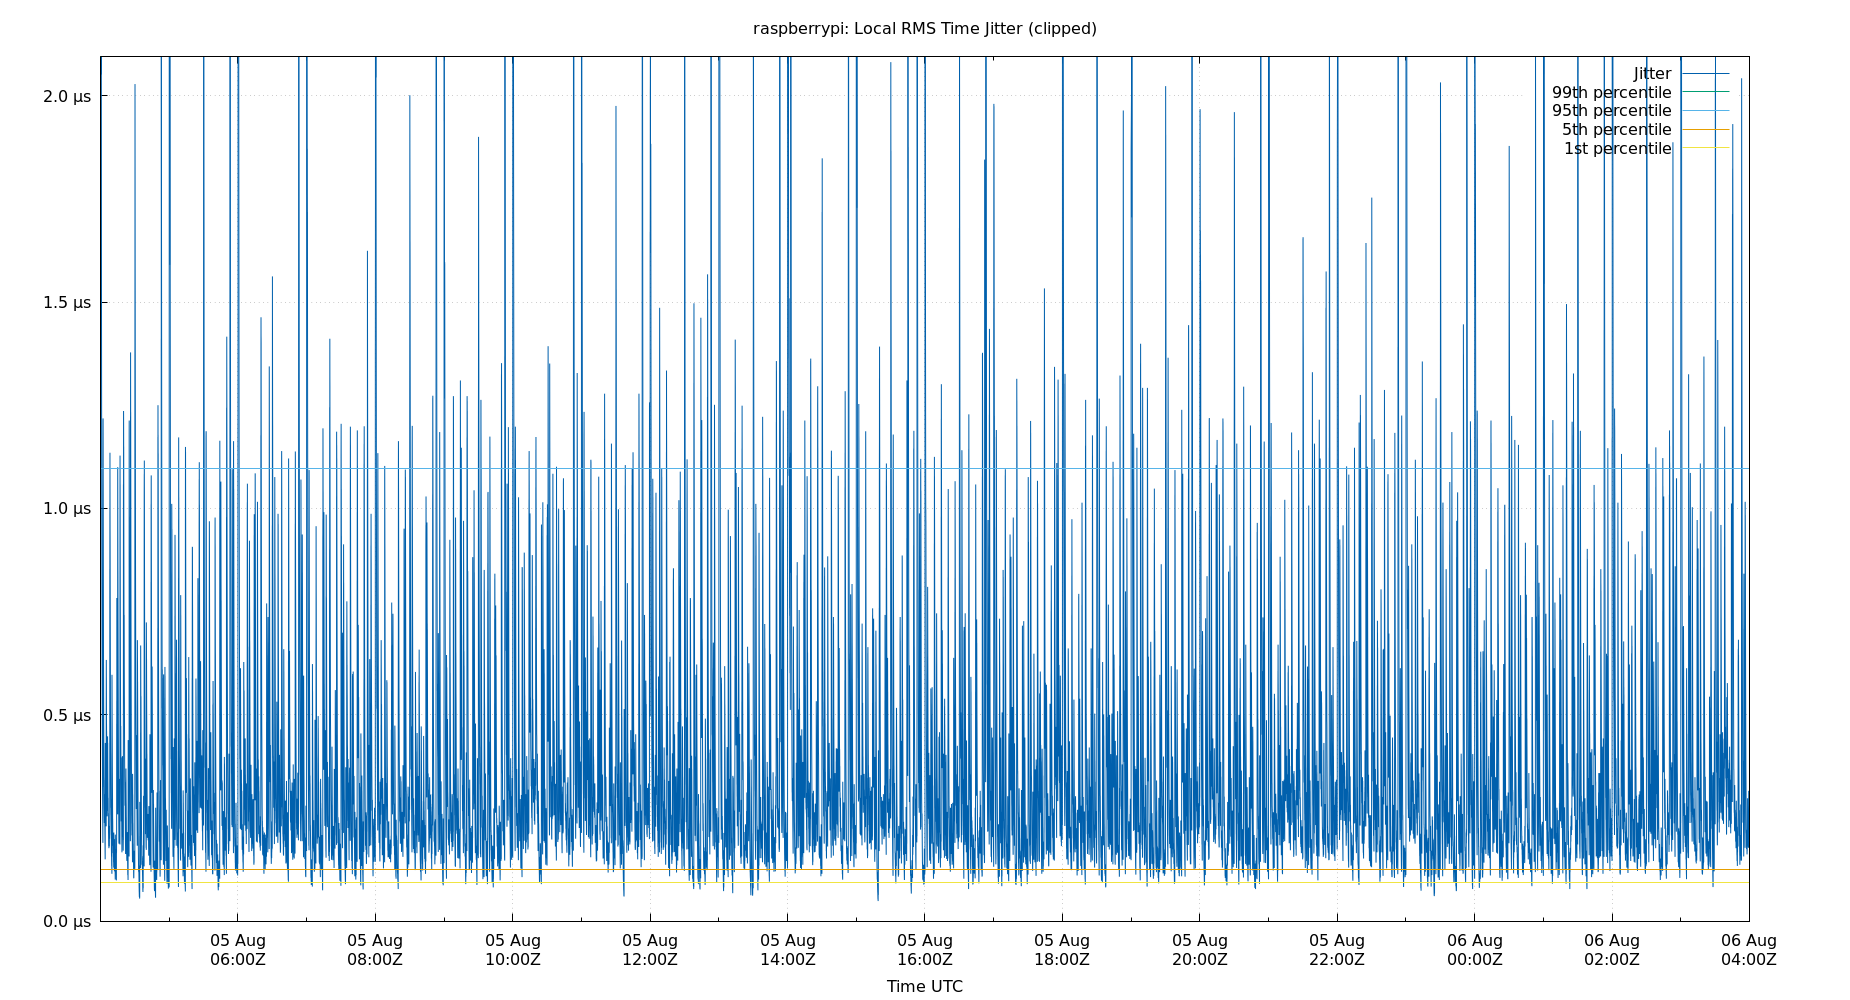 raspberrypi: Local RMS Time Jitter (clipped)
Jitter
99th percentile
95th percentile
5th percentile
1st percentile
2.0 µs
1.5 µs
1.0 µs
0.5 µs
0.0 µs
05 Aug 05 Aug 05 Aug 05 Aug 05 Aug 05 Aug 05 Aug 05 Aug 05 Aug 06 Aug 06 Aug 06 Aug
06:00Z 08:00Z 10:00Z 12:00Z 14:00Z 16:00Z 18:00Z 20:00Z 22:00Z 00:00Z 02:00Z 04:00Z
Time UTC